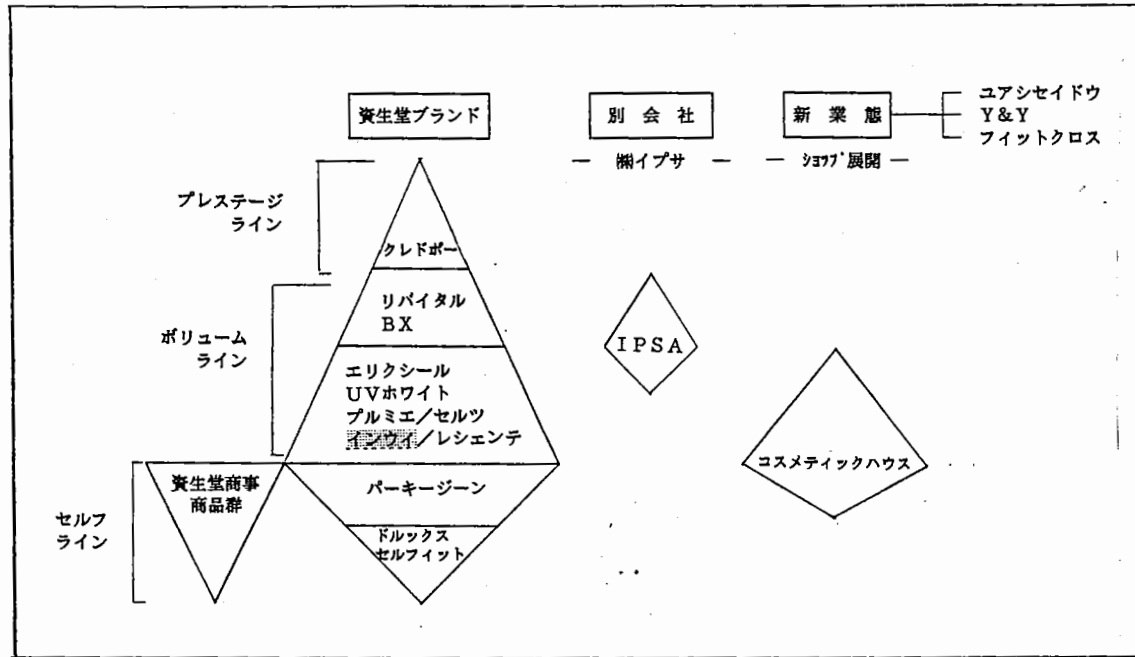 資生堂ブランド
別会社
新業態
ユアシセイドウ
Y&Y
フィットクロス
― ㈱イプサ ―
― ショップ展開 ―
プレステージ
ライン
クレドポー
リバイタル
BX
ボリューム
ライン
エリクシール
UVホワイト
プルミエ/セルツ
インウイ/レシェンテ
IPSA
コスメティックハウス
資生堂商事
商品群
パーキージーン
セルフ
ライン
ドルックス
セルフィット